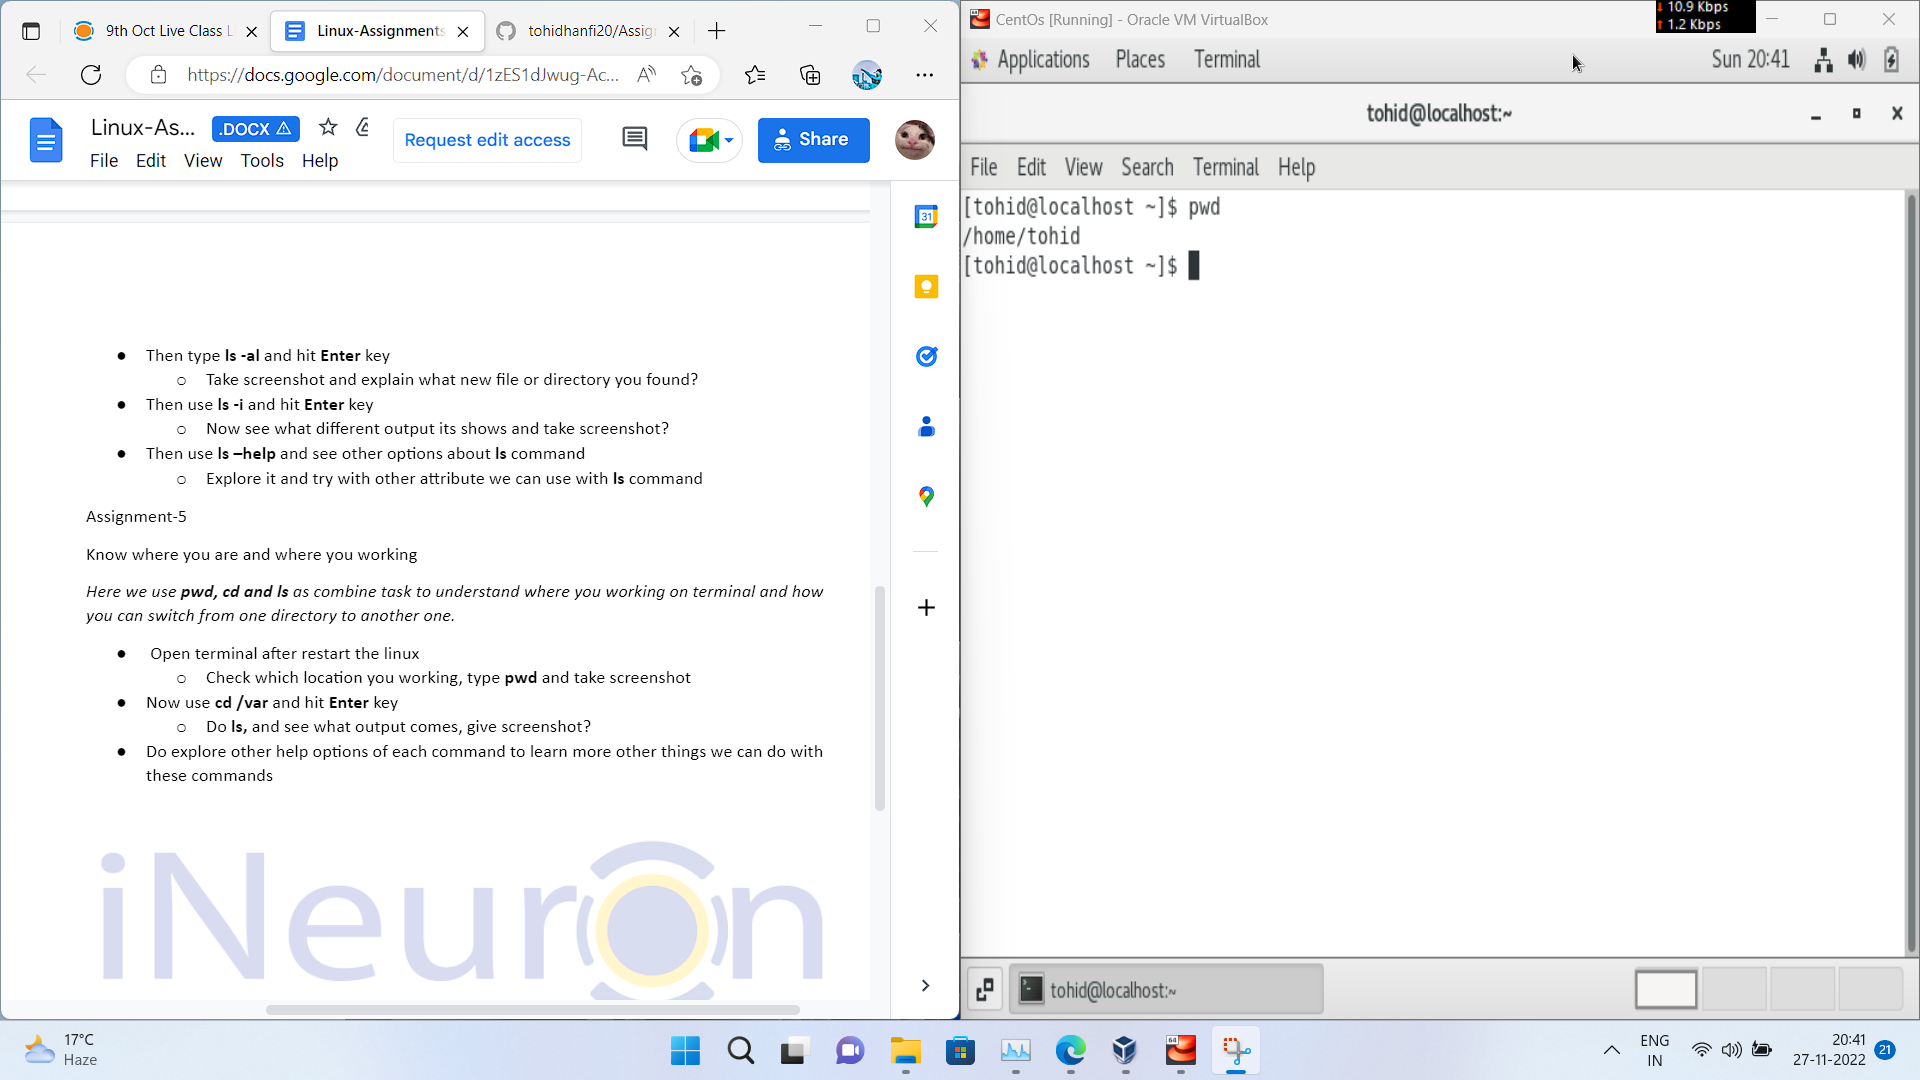 9th Oct Live Class L
Linux-Assignments
tohidhanfi20/Assig
https://docs.google.com/document/d/1zES1dJwug-Ac...
Linux-As...
.DOCX
File Edit View Tools Help
Request edit access
Share
31
Then type ls -al and hit Enter key
Take screenshot and explain what new file or directory you found?
Then use ls -i and hit Enter key
Now see what different output its shows and take screenshot?
Then use ls –help and see other options about ls command
Explore it and try with other attribute we can use with ls command
Assignment-5
Know where you are and where you working
Here we use pwd, cd and ls as combine task to understand where you working on terminal and how
you can switch from one directory to another one.
Open terminal after restart the linux
Check which location you working, type pwd and take screenshot
Now use cd /var and hit Enter key
Do ls, and see what output comes, give screenshot?
Do explore other help options of each command to learn more other things we can do with
these commands
iNeuron
CentOs [Running] - Oracle VM VirtualBox
10.9 Kbps
1.2 Kbps
Applications Places Terminal
Sun 20:41
tohid@localhost:~
File Edit View Search Terminal Help
[tohid@localhost ~]$ pwd
/home/tohid
[tohid@localhost ~]$
tohid@localhost:~
17°C
Haze
64
ENG
IN
20:41
27-11-2022
21